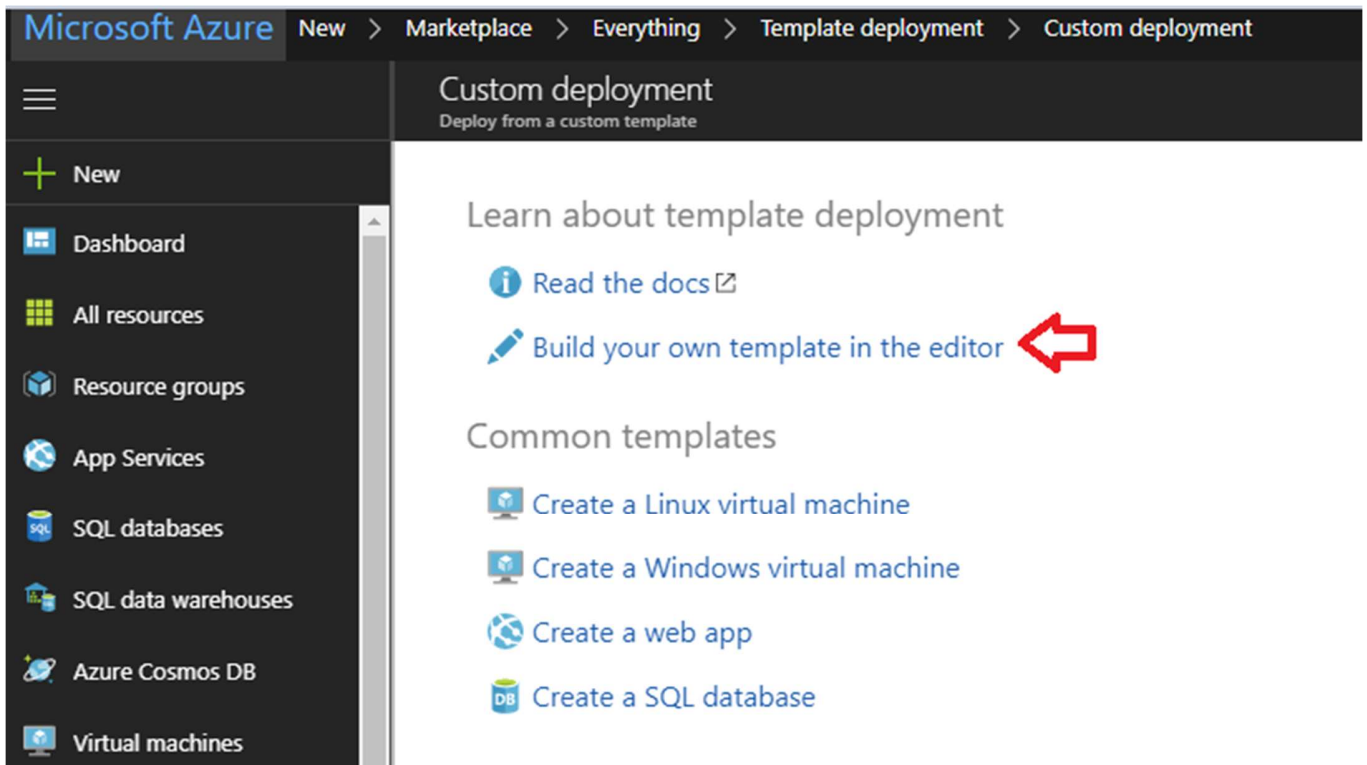 Microsoft Azure New > Marketplace > Everything > Template deployment > Custom deployment
Custom deployment
Deploy from a custom template
New
Dashboard
All resources
Resource groups
App Services
SQL databases
SQL data warehouses
Azure Cosmos DB
Virtual machines
Learn about template deployment
Read the docs
Build your own template in the editor
Common templates
Create a Linux virtual machine
Create a Windows virtual machine
Create a web app
Create a SQL database